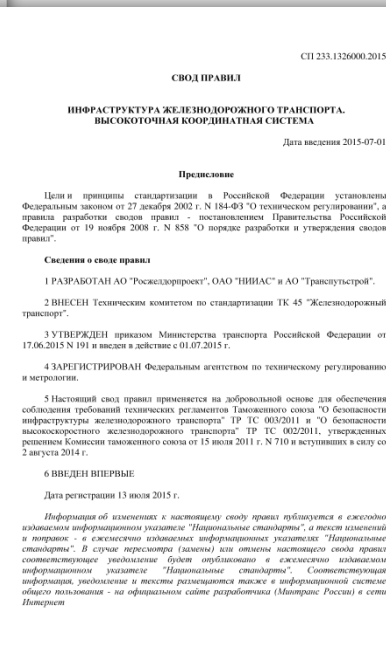 СП 233.1326000.2015
СВОД ПРАВИЛ
ИНФРАСТРУКТУРА ЖЕЛЕЗНОДОРОЖНОГО ТРАНСПОРТА.
ВЫСОКОТОЧНАЯ КООРДИНАТНАЯ СИСТЕМА
Дата введения 2015-07-01
Предисловие
Цели и принципы стандартизации в Российской Федерации установлены
Федеральным законом от 27 декабря 2002 г. N 184-ФЗ "О техническом регулировании", а
правила разработки сводов правил - постановлением Правительства Российской
Федерации от 19 ноября 2008 г. N 858 "О порядке разработки и утверждения сводов
правил".
Сведения о своде правил
1 РАЗРАБОТАН АО "Росжелдорпроект", ОАО "НИИАС" и АО "Транспутьстрой".
2 ВНЕСЕН Техническим комитетом по стандартизации ТК 45 "Железнодорожный
транспорт".
3 УТВЕРЖДЕН приказом Министерства транспорта Российской Федерации от
17.06.2015 N 191 и введен в действие с 01.07.2015 г.
4 ЗАРЕГИСТРИРОВАН Федеральным агентством по техническому регулированию
и метрологии.
5 Настоящий свод правил применяется на добровольной основе для обеспечения
соблюдения требований технических регламентов Таможенного союза "О безопасности
инфраструктуры железнодорожного транспорта" ТР ТС 003/2011 и "О безопасности
высокоскоростного железнодорожного транспорта" ТР ТС 002/2011, утвержденных
решением Комиссии таможенного союза от 15 июля 2011 г. N 710 и вступивших в силу со
2 августа 2014 г.
6 ВВЕДЕН ВПЕРВЫЕ
Дата регистрации 13 июля 2015 г.
Информация об изменениях к настоящему своду правил публикуется в ежегодно
издаваемом информационном указателе "Национальные стандарты", а текст изменений
и поправок - в ежемесячно издаваемых информационных указателях "Национальные
стандарты". В случае пересмотра (замены) или отмены настоящего свода правил
соответствующее уведомление будет опубликовано в ежемесячно издаваемом
информационном указателе "Национальные стандарты". Соответствующая
информация, уведомление и тексты размещаются также в информационной системе
общего пользования - на официальном сайте разработчика (Минтранс России) в сети
Интернет